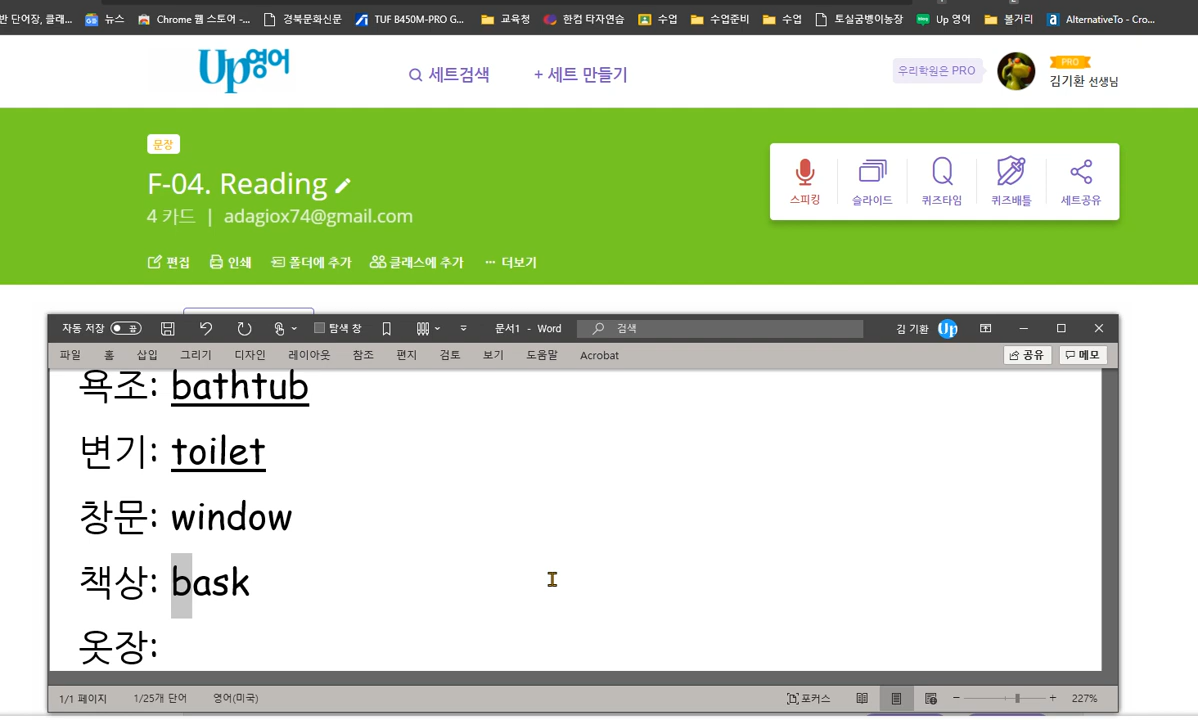 반 단어장, 클래... 뉴스 Chrome 웹 스토어 -... 경북문화신문 TUF B450M-PRO G... 교육청 한컴 타자연습 수업 수업준비 수업 토실굼벵이농장 Up 영어 볼거리 AlternativeTo - Cro...
Up영어 세트검색 + 세트 만들기 우리학원은 PRO PRO
김기환 선생님
문장
F-04. Reading
4 카드 | adagiox74@gmail.com
스피킹 슬라이드 퀴즈타임 퀴즈배틀 세트공유
편집 인쇄 폴더에 추가 클래스에 추가 ··· 더보기
자동 저장 끔 탐색 창 문서1 - Word 검색 김 기환 Up
파일 홈 삽입 그리기 디자인 레이아웃 참조 편지 검토 보기 도움말 Acrobat 공유 메모
욕조: bathtub
변기: toilet
창문: window
책상: bask
옷장:
1/1 페이지 1/25개 단어 영어(미국) 포커스 − + 227%